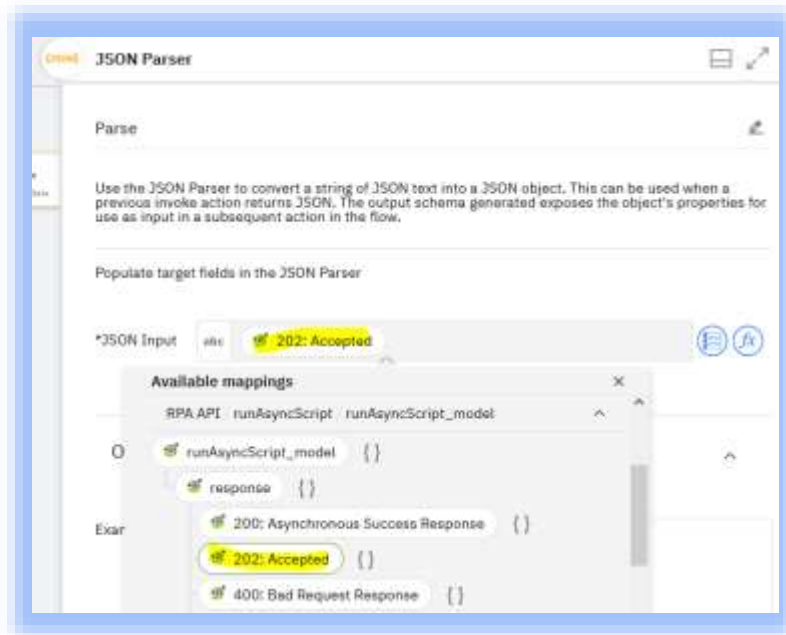 JSON Parser
Parse
Use the JSON Parser to convert a string of JSON text into a JSON object. This can be used when a
previous invoke action returns JSON. The output schema generated exposes the object's properties for
use as input in a subsequent action in the flow.
Populate target fields in the JSON Parser
*JSON Input abc 202: Accepted fx
Available mappings ×
RPA API runAsyncScript runAsyncScript_model
O
runAsyncScript_model { }
response { }
Exar
200: Asynchronous Success Response { }
202: Accepted { }
400: Bad Request Response { }